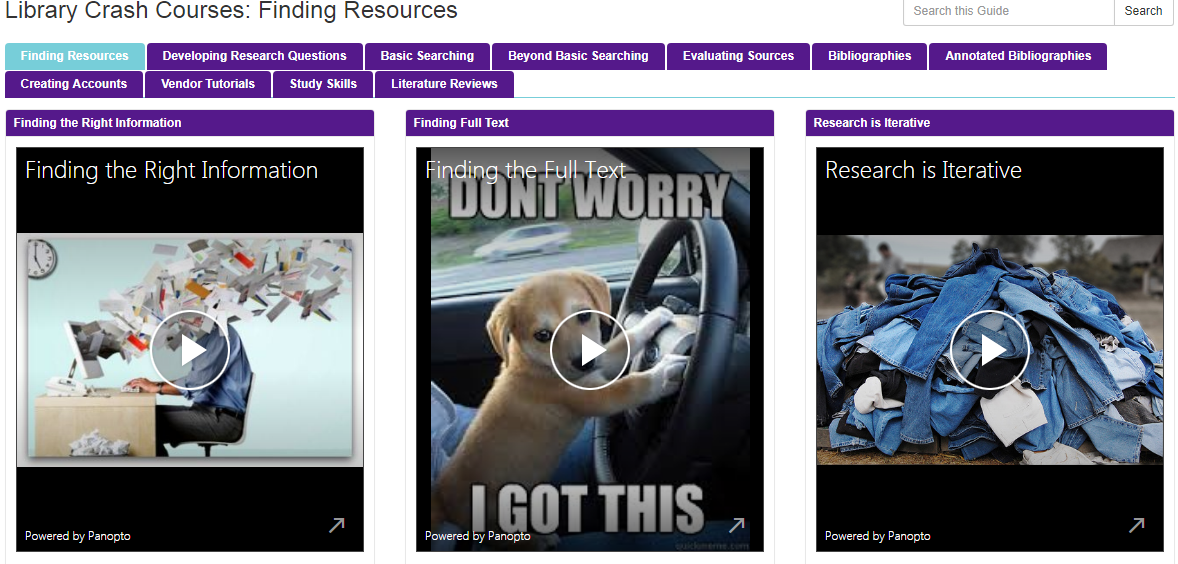 Library Crash Courses: Finding Resources
Search this Guide
Search
Finding Resources
Developing Research Questions
Basic Searching
Beyond Basic Searching
Evaluating Sources
Bibliographies
Annotated Bibliographies
Creating Accounts
Vendor Tutorials
Study Skills
Literature Reviews
Finding the Right Information
Finding the Right Information
Powered by Panopto
Finding Full Text
Finding the Full Text
DONT WORRY
I GOT THIS
Powered by Panopto
Research is Iterative
Research is Iterative
Powered by Panopto